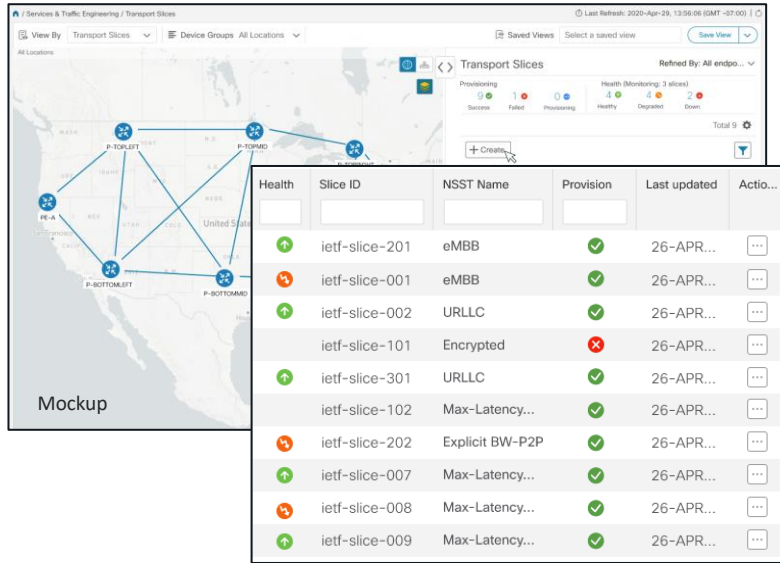 / Services & Traffic Engineering / Transport Slices
Last Refresh: 2020-Apr-29, 13:56:06 (GMT -07:00)
View By Transport Slices Device Groups All Locations Saved Views Select a saved view Save View
All Locations
Transport Slices Refined By: All endpo...
Provisioning Health (Monitoring: 3 slices)
9 1 0 4 4 2
Success Failed Provisioning Healthy Degraded Down
Total 9
+ Create
P-TOPLEFT
P-TOPMID
PE-A
United State
P-BOTTOMLEFT
P-BOTTOMMID
Mockup
Health Slice ID NSST Name Provision Last updated Actio...
ietf-slice-201 eMBB 26-APR... ...
ietf-slice-001 eMBB 26-APR... ...
ietf-slice-002 URLLC 26-APR... ...
ietf-slice-101 Encrypted 26-APR... ...
ietf-slice-301 URLLC 26-APR... ...
ietf-slice-102 Max-Latency... 26-APR... ...
ietf-slice-202 Explicit BW-P2P 26-APR... ...
ietf-slice-007 Max-Latency... 26-APR... ...
ietf-slice-008 Max-Latency... 26-APR... ...
ietf-slice-009 Max-Latency... 26-APR... ...